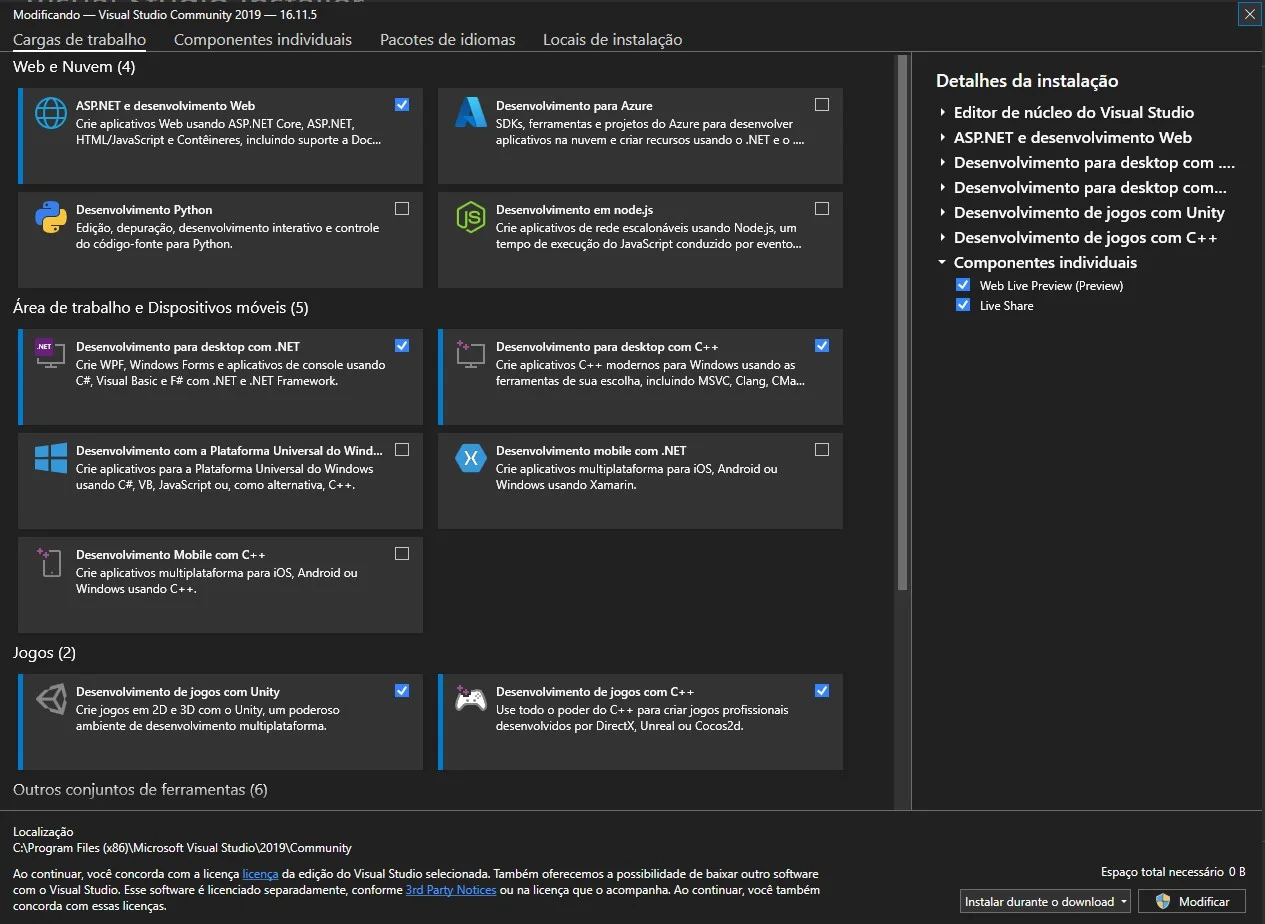 Modificando — Visual Studio Community 2019 — 16.11.5
Cargas de trabalho
Componentes individuais
Pacotes de idiomas
Locais de instalação
Web e Nuvem (4)
ASP.NET e desenvolvimento Web
Crie aplicativos Web usando ASP.NET Core, ASP.NET,
HTML/JavaScript e Contêineres, incluindo suporte a Doc...
Desenvolvimento para Azure
SDKs, ferramentas e projetos do Azure para desenvolver
aplicativos na nuvem e criar recursos usando o .NET e o ....
Desenvolvimento Python
Edição, depuração, desenvolvimento interativo e controle
do código-fonte para Python.
Desenvolvimento em node.js
Crie aplicativos de rede escalonáveis usando Node.js, um
tempo de execução do JavaScript conduzido por evento...
Área de trabalho e Dispositivos móveis (5)
.NET
Desenvolvimento para desktop com .NET
Crie WPF, Windows Forms e aplicativos de console usando
C#, Visual Basic e F# com .NET e .NET Framework.
Desenvolvimento para desktop com C++
Crie aplicativos C++ modernos para Windows usando as
ferramentas de sua escolha, incluindo MSVC, Clang, CMa...
Desenvolvimento com a Plataforma Universal do Wind...
Crie aplicativos para a Plataforma Universal do Windows
usando C#, VB, JavaScript ou, como alternativa, C++.
Desenvolvimento mobile com .NET
Crie aplicativos multiplataforma para iOS, Android ou
Windows usando Xamarin.
Desenvolvimento Mobile com C++
Crie aplicativos multiplataforma para iOS, Android ou
Windows usando C++.
Jogos (2)
Desenvolvimento de jogos com Unity
Crie jogos em 2D e 3D com o Unity, um poderoso
ambiente de desenvolvimento multiplataforma.
Desenvolvimento de jogos com C++
Use todo o poder do C++ para criar jogos profissionais
desenvolvidos por DirectX, Unreal ou Cocos2d.
Outros conjuntos de ferramentas (6)
Detalhes da instalação
Editor de núcleo do Visual Studio
ASP.NET e desenvolvimento Web
Desenvolvimento para desktop com ....
Desenvolvimento para desktop com...
Desenvolvimento de jogos com Unity
Desenvolvimento de jogos com C++
Componentes individuais
Web Live Preview (Preview)
Live Share
Localização
C:\Program Files (x86)\Microsoft Visual Studio\2019\Community
Ao continuar, você concorda com a licença licença da edição do Visual Studio selecionada. Também oferecemos a possibilidade de baixar outro software
com o Visual Studio. Esse software é licenciado separadamente, conforme 3rd Party Notices ou na licença que o acompanha. Ao continuar, você também
concorda com essas licenças.
Espaço total necessário 0 B
Instalar durante o download
Modificar